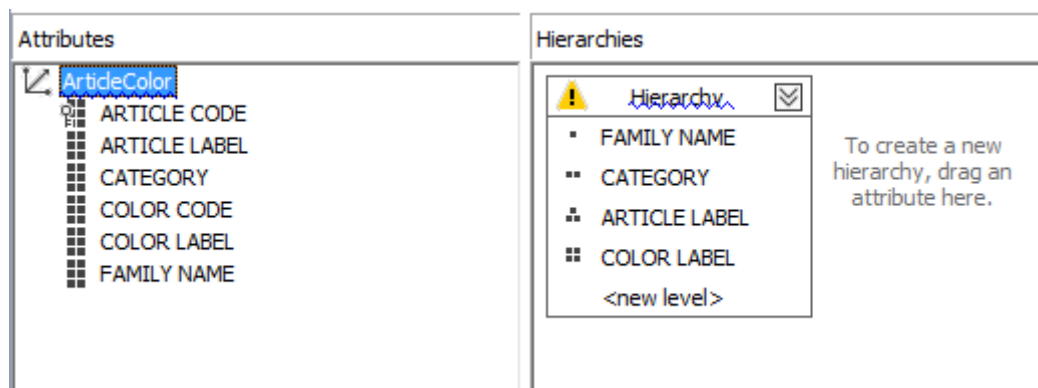 Attributes
ArticleColor
ARTICLE CODE
ARTICLE LABEL
CATEGORY
COLOR CODE
COLOR LABEL
FAMILY NAME
Hierarchies
Hierarchy
FAMILY NAME
CATEGORY
ARTICLE LABEL
COLOR LABEL
<new level>
To create a new
hierarchy, drag an
attribute here.